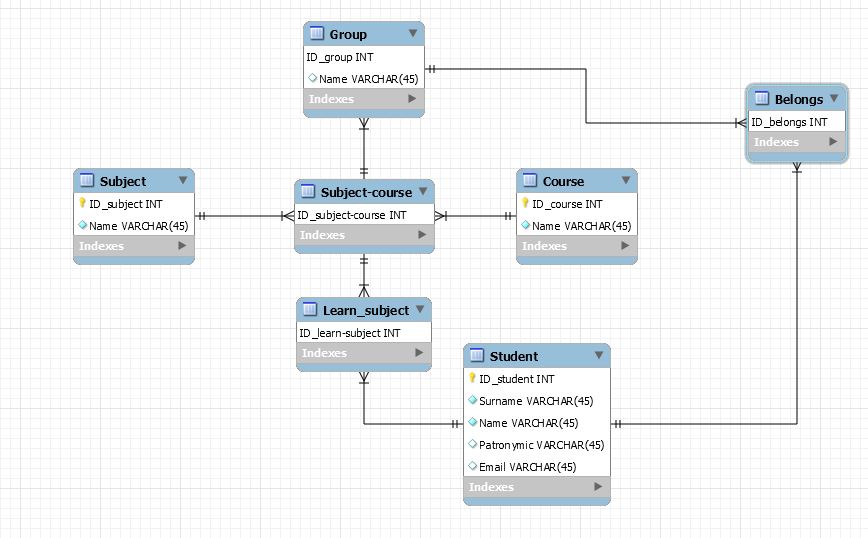 Group
ID_group INT
Name VARCHAR(45)
Indexes
Belongs
ID_belongs INT
Indexes
Subject
ID_subject INT
Name VARCHAR(45)
Indexes
Subject-course
ID_subject-course INT
Indexes
Course
ID_course INT
Name VARCHAR(45)
Indexes
Learn_subject
ID_learn-subject INT
Indexes
Student
ID_student INT
Surname VARCHAR(45)
Name VARCHAR(45)
Patronymic VARCHAR(45)
Email VARCHAR(45)
Indexes